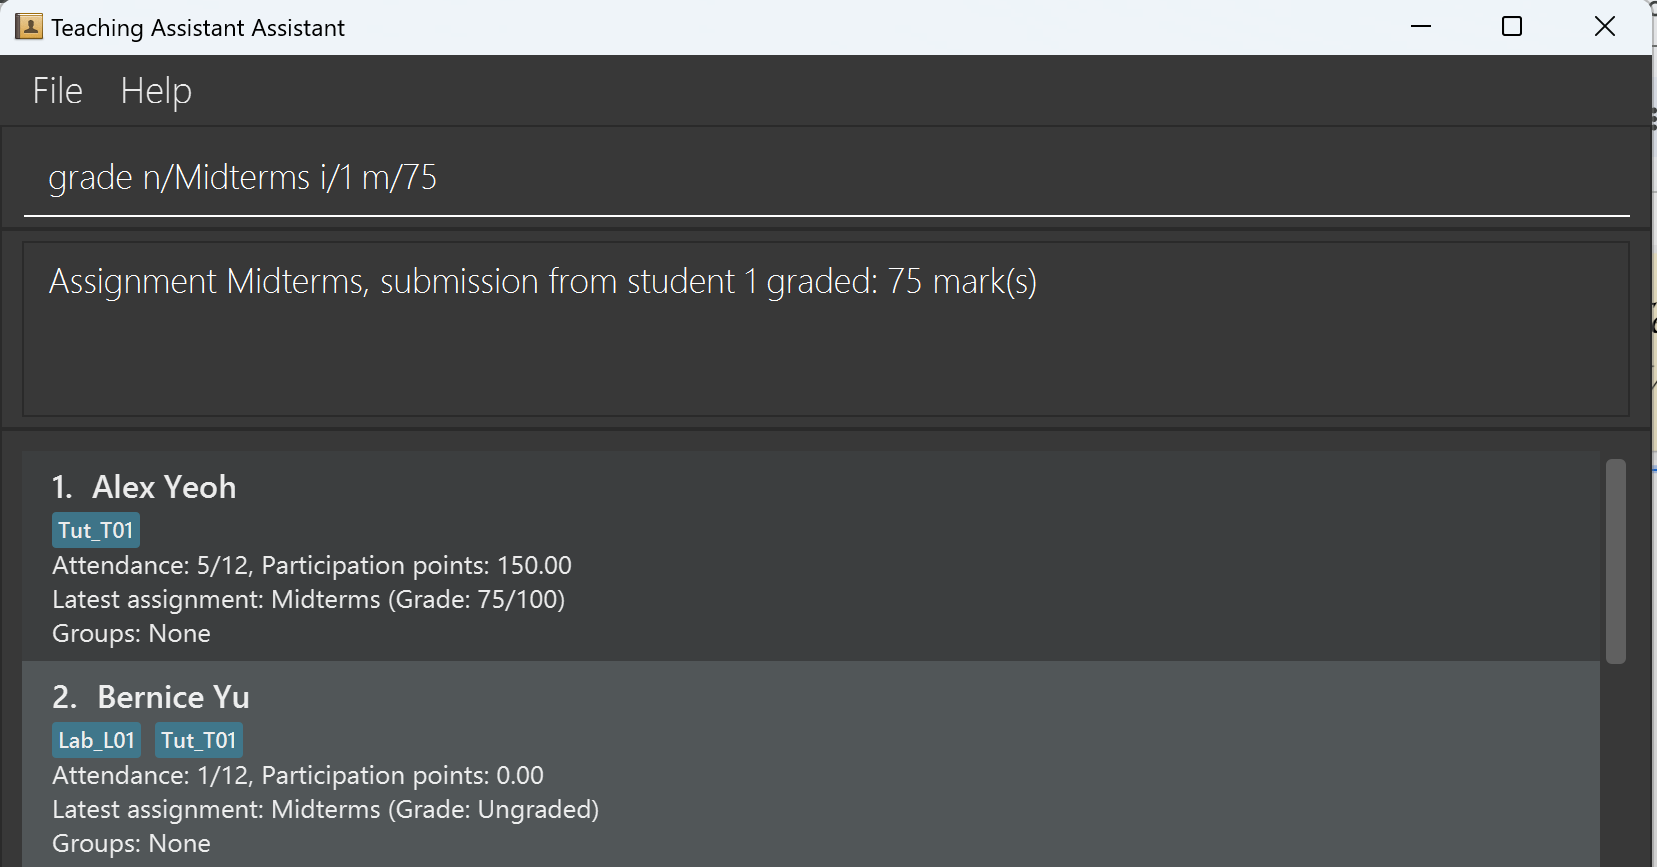 Teaching Assistant Assistant
File Help
grade n/Midterms i/1 m/75
Assignment Midterms, submission from student 1 graded: 75 mark(s)
1. Alex Yeoh
Tut_T01
Attendance: 5/12, Participation points: 150.00
Latest assignment: Midterms (Grade: 75/100)
Groups: None
2. Bernice Yu
Lab_L01 Tut_T01
Attendance: 1/12, Participation points: 0.00
Latest assignment: Midterms (Grade: Ungraded)
Groups: None